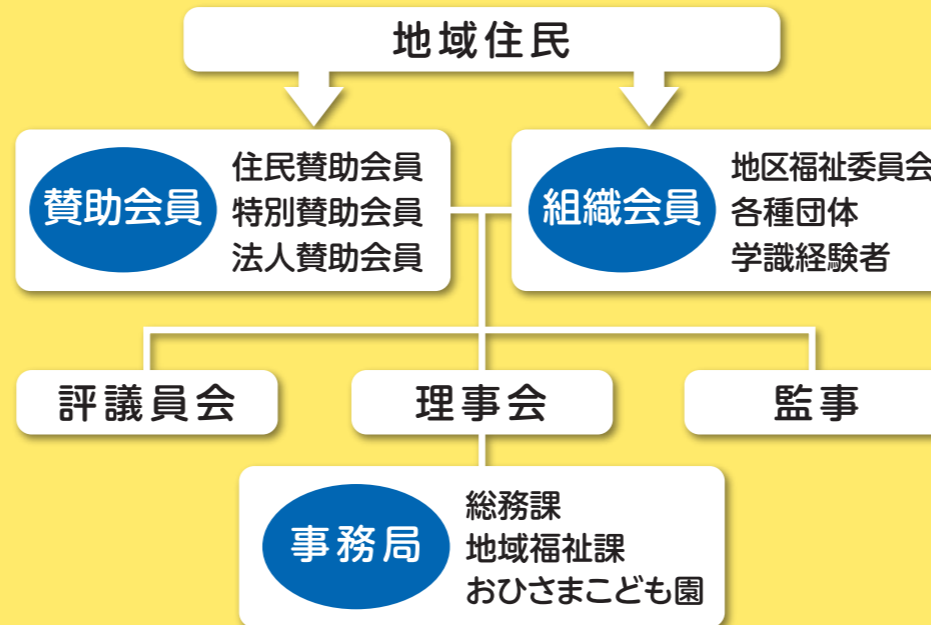 地域住民
賛助会員
住民賛助会員
特別賛助会員
法人賛助会員
組織会員
地区福祉委員会
各種団体
学識経験者
評議員会
理事会
監事
事務局
総務課
地域福祉課
おひさまこども園